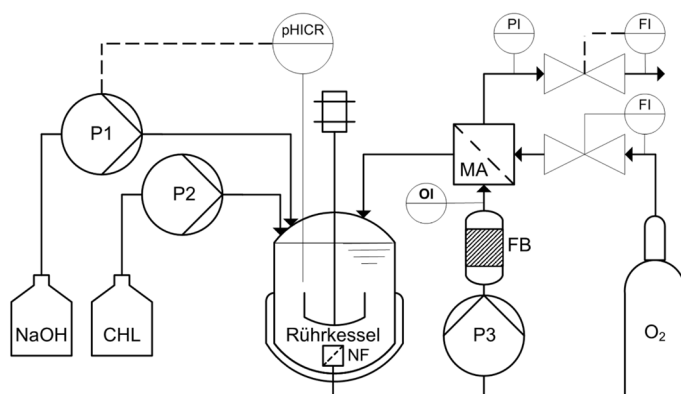 pHICR
PI
FI
P1
FI
MA
P2
OI
FB
NaOH
CHL
Rührkessel
NF
P3
O2